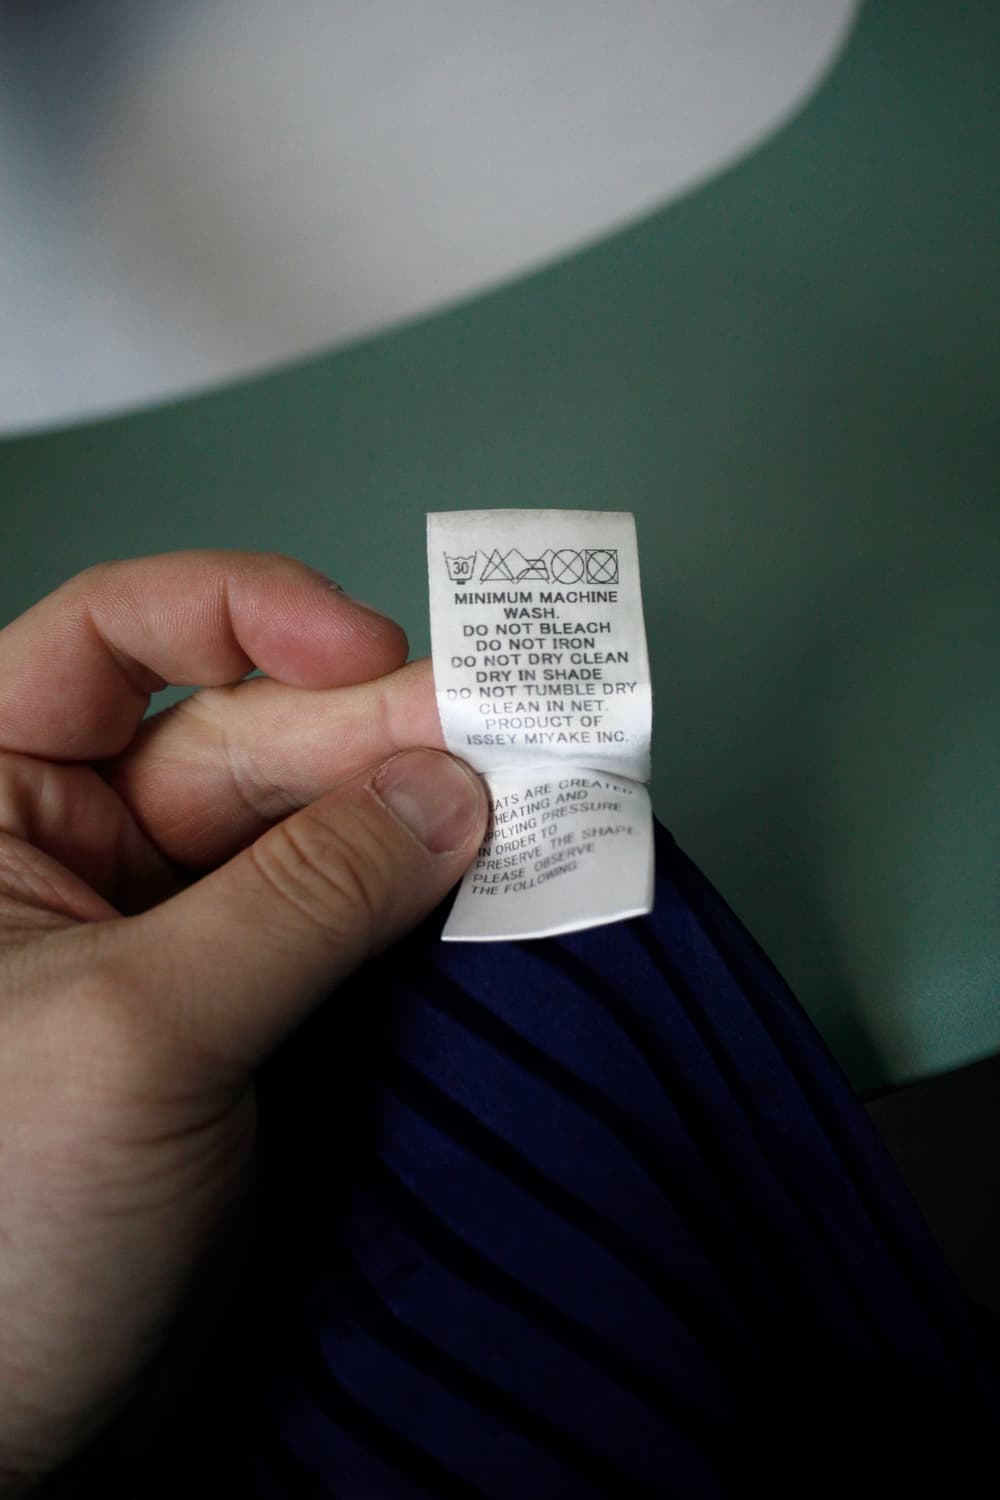 30
MINIMUM MACHINE
WASH.
DO NOT BLEACH
DO NOT IRON
DO NOT DRY CLEAN
DRY IN SHADE
DO NOT TUMBLE DRY
CLEAN IN NET.
PRODUCT OF
ISSEY MIYAKE INC.
ARE CREATED
HEATING AND
PRESSURE
IN ORDER TO
PRESERVE THE SHAPE
PLEASE OBSERVE
THE FOLLOWING